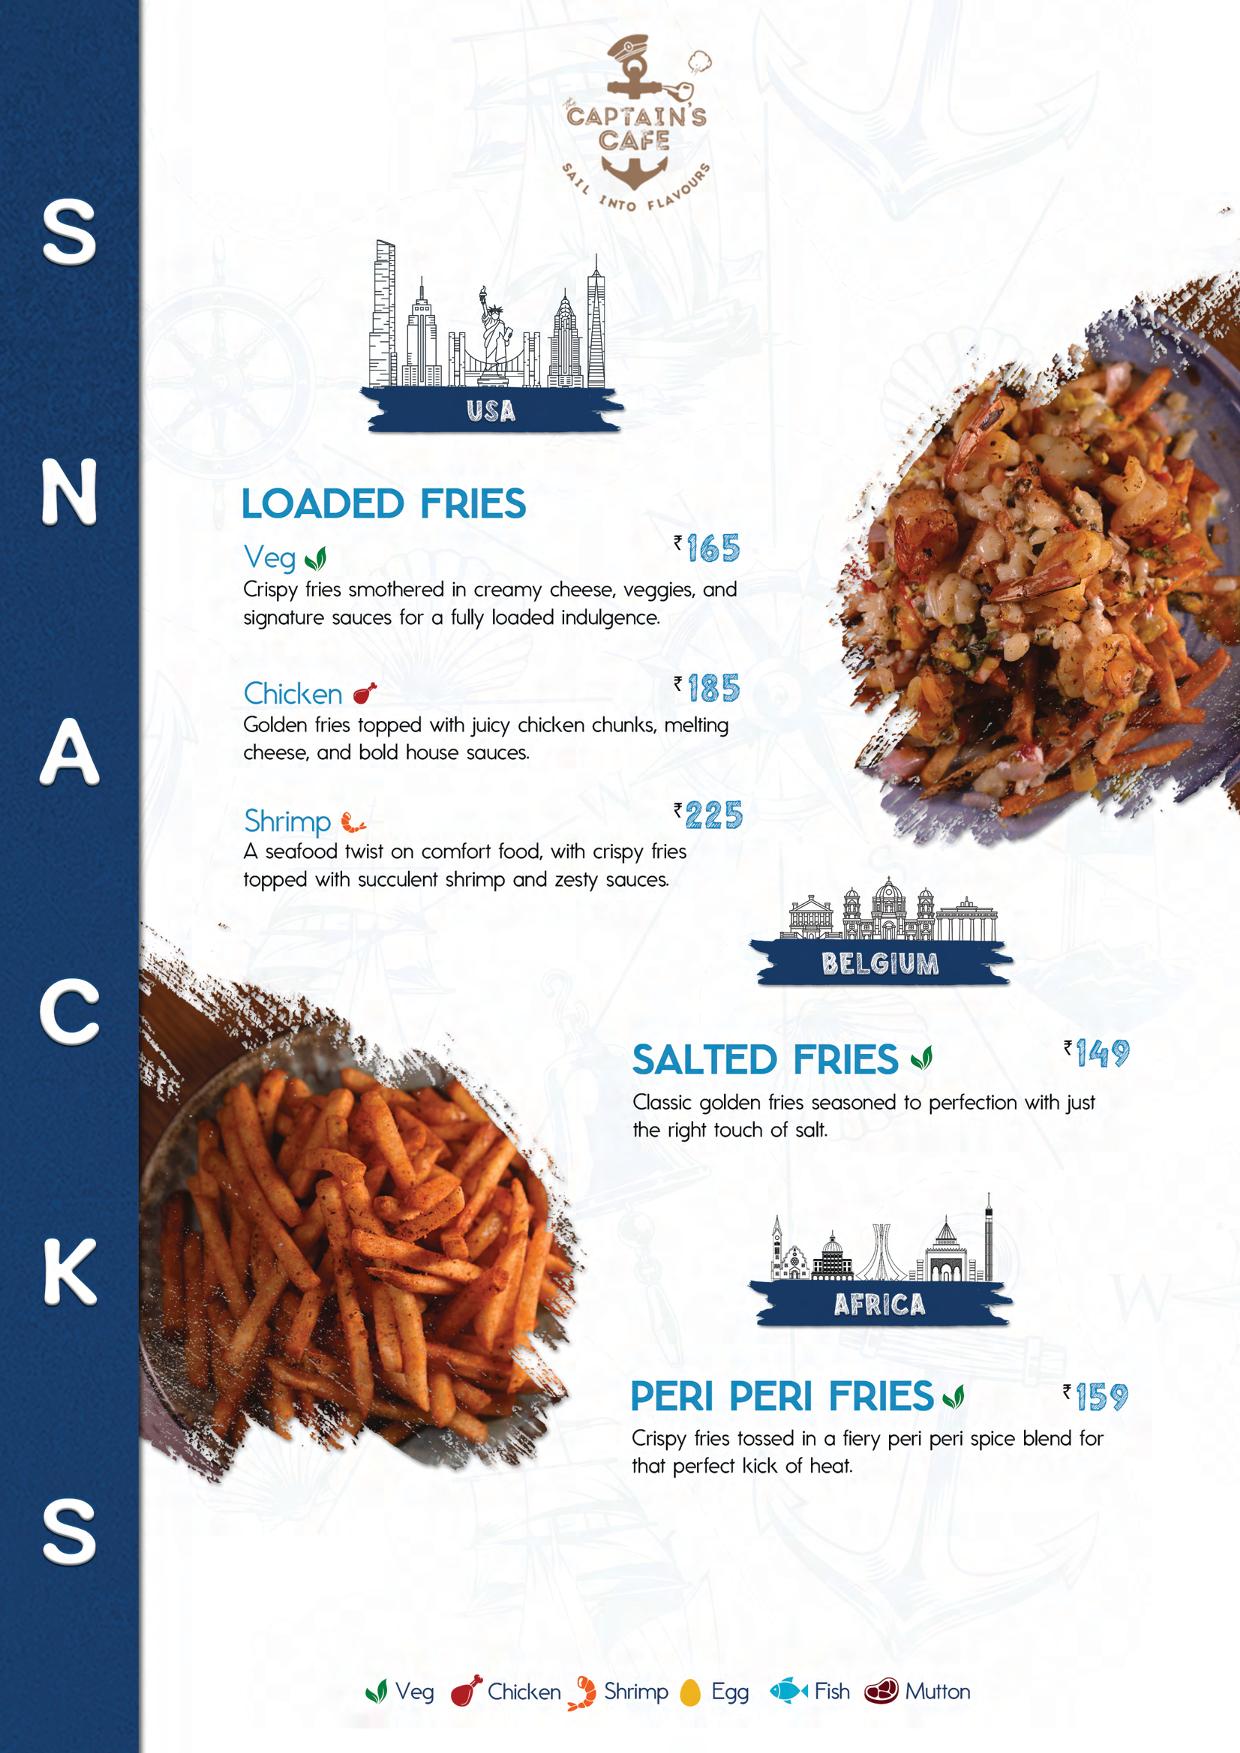 The
CAPTAIN'S
CAFE
SAIL INTO FLAVOURS
SNACKS
USA
LOADED FRIES
Veg ₹165
Crispy fries smothered in creamy cheese, veggies, and
signature sauces for a fully loaded indulgence.
Chicken ₹185
Golden fries topped with juicy chicken chunks, melting
cheese, and bold house sauces.
Shrimp ₹225
A seafood twist on comfort food, with crispy fries
topped with succulent shrimp and zesty sauces.
BELGIUM
SALTED FRIES ₹149
Classic golden fries seasoned to perfection with just
the right touch of salt.
AFRICA
PERI PERI FRIES ₹159
Crispy fries tossed in a fiery peri peri spice blend for
that perfect kick of heat.
Veg Chicken Shrimp Egg Fish Mutton